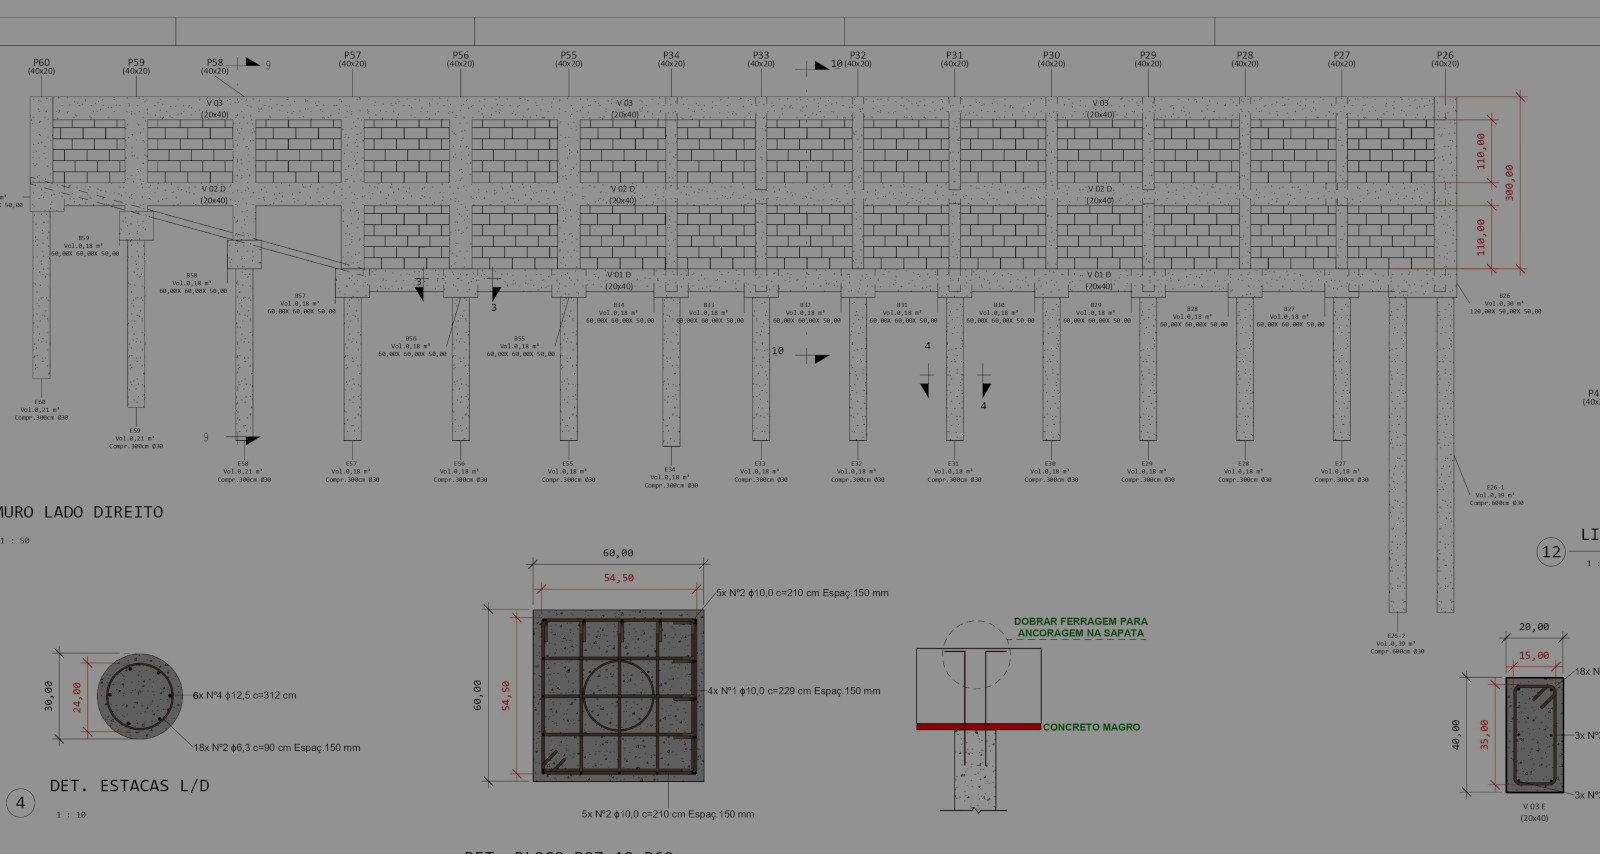 P60
(40x20)
P59
(40x20)
P58
(40x20)
9
P57
(40x20)
P56
(40x20)
P55
(40x20)
P34
(40x20)
P33
(40x20)
10
P32
(40x20)
P31
(40x20)
P30
(40x20)
P29
(40x20)
P28
(40x20)
P27
(40x20)
P26
(40x20)
V 03
(20x40)
V 03
(20x40)
V 03
(20x40)
110,00
300,00
110,00
V 02 D
(20x40)
V 02 D
(20x40)
V 02 D
(20x40)
50,00
B59
Vol.0,18 m³
60,00X 60,00X 50,00
B58
Vol.0,18 m³
60,00X 60,00X 50,00
B57
Vol.0,18 m³
60,00X 60,00X 50,00
3
3
V 01 D
(20x40)
V 01 D
(20x40)
B56
Vol.0,18 m³
60,00X 60,00X 50,00
B55
Vol.0,18 m³
60,00X 60,00X 50,00
B34
Vol.0,18 m³
60,00X 60,00X 50,00
B33
Vol.0,18 m³
60,00X 60,00X 50,00
B32
Vol.0,18 m³
60,00X 60,00X 50,00
B31
Vol.0,18 m³
60,00X 60,00X 50,00
B30
Vol.0,18 m³
60,00X 60,00X 50,00
B29
Vol.0,18 m³
60,00X 60,00X 50,00
B28
Vol.0,18 m³
60,00X 60,00X 50,00
B27
Vol.0,18 m³
60,00X 60,00X 50,00
B26
Vol.0,30 m³
120,00X 50,00X 50,00
10
4
4
P4
(40x
E60
Vol.0,21 m³
Compr.300cm Ø30
E59
Vol.0,21 m³
Compr.300cm Ø30
9
E58
Vol.0,21 m³
Compr.300cm Ø30
E57
Vol.0,18 m³
Compr.300cm Ø30
E56
Vol.0,18 m³
Compr.300cm Ø30
E55
Vol.0,18 m³
Compr.300cm Ø30
E34
Vol.0,18 m³
Compr.300cm Ø30
E33
Vol.0,18 m³
Compr.300cm Ø30
E32
Vol.0,18 m³
Compr.300cm Ø30
E31
Vol.0,18 m³
Compr.300cm Ø30
E30
Vol.0,18 m³
Compr.300cm Ø30
E29
Vol.0,18 m³
Compr.300cm Ø30
E28
Vol.0,18 m³
Compr.300cm Ø30
E27
Vol.0,18 m³
Compr.300cm Ø30
E26-1
Vol.0,39 m³
Compr.600cm Ø30
E26-2
Vol.0,39 m³
Compr.600cm Ø30
MURO LADO DIREITO
1 : 50
12
LI
1 :
30,00
24,00
6x Nº4 ϕ12,5 c=312 cm
18x Nº2 ϕ6,3 c=90 cm Espaç.150 mm
4
DET. ESTACAS L/D
1 : 10
60,00
54,50
60,00
54,50
5x Nº2 ϕ10,0 c=210 cm Espaç.150 mm
4x Nº1 ϕ10,0 c=229 cm Espaç.150 mm
5x Nº2 ϕ10,0 c=210 cm Espaç.150 mm
DOBRAR FERRAGEM PARA
ANCORAGEM NA SAPATA
CONCRETO MAGRO
20,00
15,00
40,00
35,00
18x N
3x Nº
3x Nº
V 03 E
(20x40)